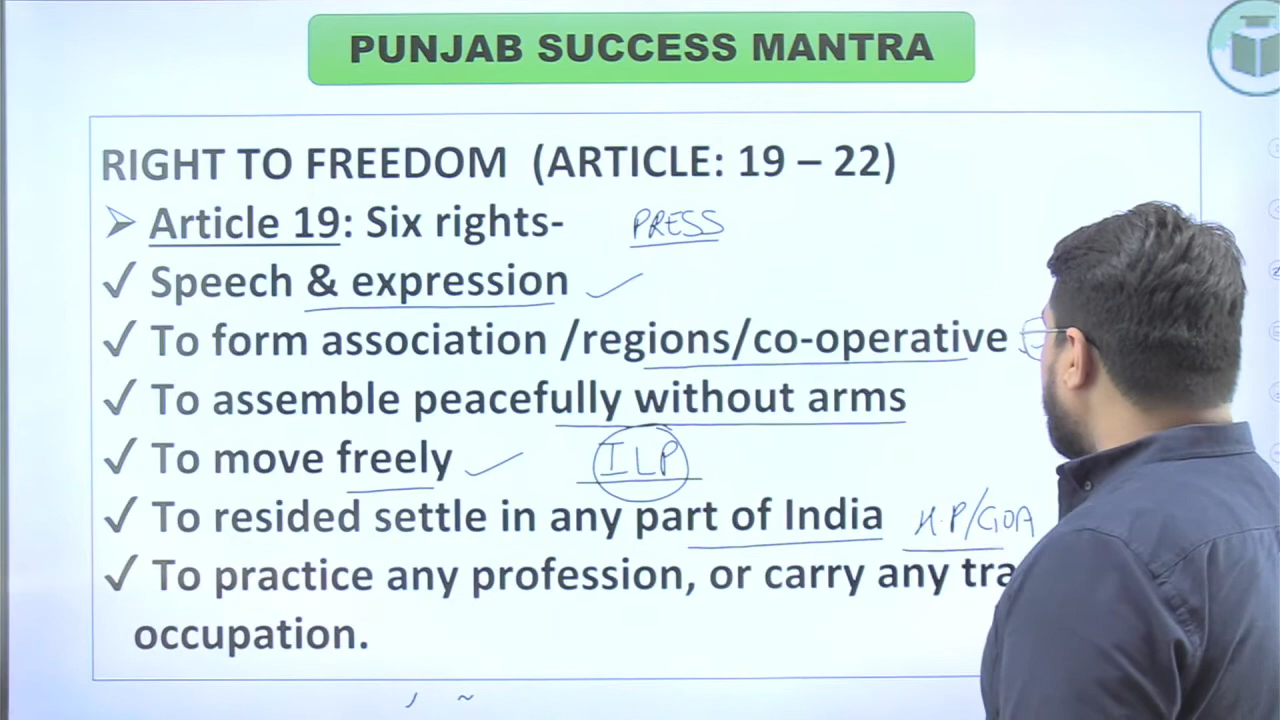 PUNJAB SUCCESS MANTRA
RIGHT TO FREEDOM (ARTICLE: 19 – 22)
➢ Article 19: Six rights- PRESS
✓ Speech & expression ✓
✓ To form association /regions/co-operative
✓ To assemble peacefully without arms
✓ To move freely ✓ ILP
✓ To resided settle in any part of India H.P/GOA
✓ To practice any profession, or carry any tra
occupation.